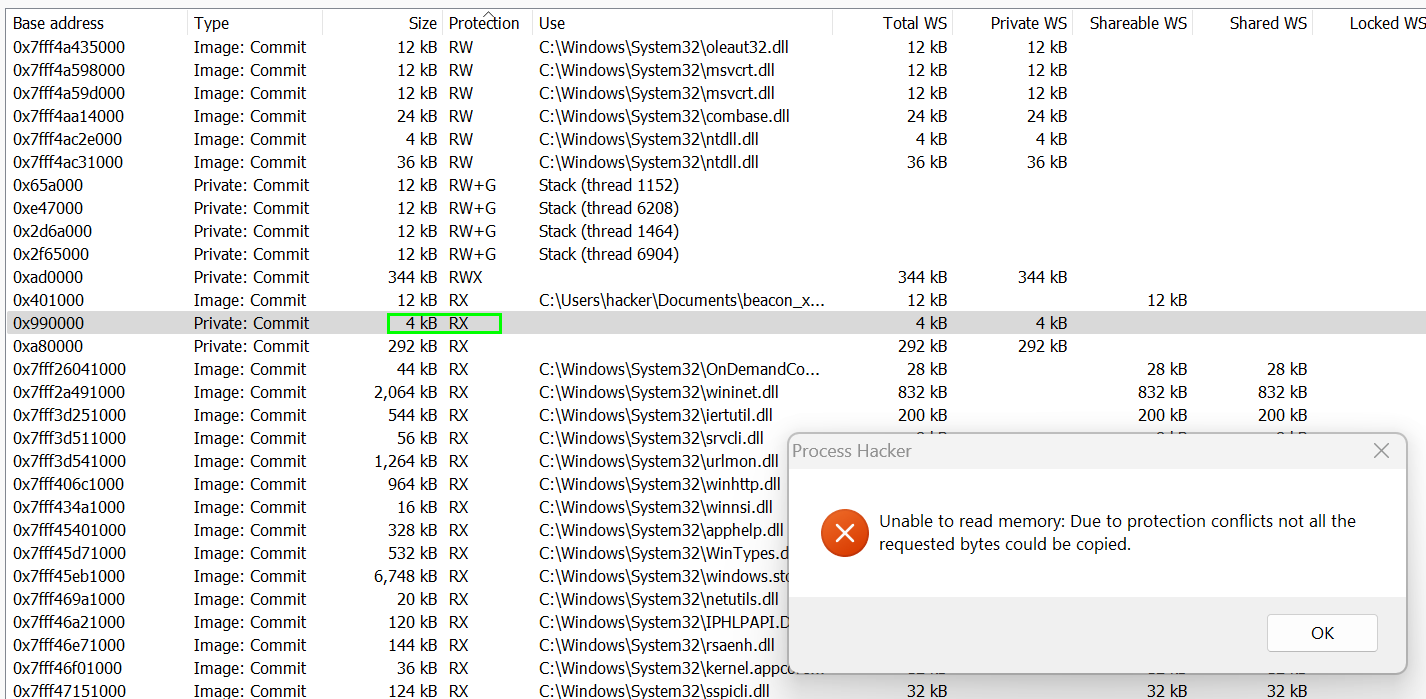 Base address Type Size Protection Use Total WS Private WS Shareable WS Shared WS Locked WS
0x7fff4a435000 Image: Commit 12 kB RW C:\Windows\System32\oleaut32.dll 12 kB 12 kB
0x7fff4a598000 Image: Commit 12 kB RW C:\Windows\System32\msvcrt.dll 12 kB 12 kB
0x7fff4a59d000 Image: Commit 12 kB RW C:\Windows\System32\msvcrt.dll 12 kB 12 kB
0x7fff4aa14000 Image: Commit 24 kB RW C:\Windows\System32\combase.dll 24 kB 24 kB
0x7fff4ac2e000 Image: Commit 4 kB RW C:\Windows\System32\ntdll.dll 4 kB 4 kB
0x7fff4ac31000 Image: Commit 36 kB RW C:\Windows\System32\ntdll.dll 36 kB 36 kB
0x65a000 Private: Commit 12 kB RW+G Stack (thread 1152)
0xe47000 Private: Commit 12 kB RW+G Stack (thread 6208)
0x2d6a000 Private: Commit 12 kB RW+G Stack (thread 1464)
0x2f65000 Private: Commit 12 kB RW+G Stack (thread 6904)
0xad0000 Private: Commit 344 kB RWX 344 kB 344 kB
0x401000 Image: Commit 12 kB RX C:\Users\hacker\Documents\beacon_x... 12 kB 12 kB
0x990000 Private: Commit 4 kB RX 4 kB 4 kB
0xa80000 Private: Commit 292 kB RX 292 kB 292 kB
0x7fff26041000 Image: Commit 44 kB RX C:\Windows\System32\OnDemandCo... 28 kB 28 kB 28 kB
0x7fff2a491000 Image: Commit 2,064 kB RX C:\Windows\System32\wininet.dll 832 kB 832 kB 832 kB
0x7fff3d251000 Image: Commit 544 kB RX C:\Windows\System32\iertutil.dll 200 kB 200 kB 200 kB
0x7fff3d511000 Image: Commit 56 kB RX C:\Windows\System32\srvcli.dll
0x7fff3d541000 Image: Commit 1,264 kB RX C:\Windows\System32\urlmon.dll
0x7fff406c1000 Image: Commit 964 kB RX C:\Windows\System32\winhttp.dll
0x7fff434a1000 Image: Commit 16 kB RX C:\Windows\System32\winnsi.dll
0x7fff45401000 Image: Commit 328 kB RX C:\Windows\System32\apphelp.dll
0x7fff45d71000 Image: Commit 532 kB RX C:\Windows\System32\WinTypes.d
0x7fff45eb1000 Image: Commit 6,748 kB RX C:\Windows\System32\windows.sto
0x7fff469a1000 Image: Commit 20 kB RX C:\Windows\System32\netutils.dll
0x7fff46a21000 Image: Commit 120 kB RX C:\Windows\System32\IPHLPAPI.D
0x7fff46e71000 Image: Commit 144 kB RX C:\Windows\System32\rsaenh.dll
0x7fff46f01000 Image: Commit 36 kB RX C:\Windows\System32\kernel.appco
0x7fff47151000 Image: Commit 124 kB RX C:\Windows\System32\sspicli.dll 32 kB 32 kB 32 kB
Process Hacker
Unable to read memory: Due to protection conflicts not all the
requested bytes could be copied.
OK